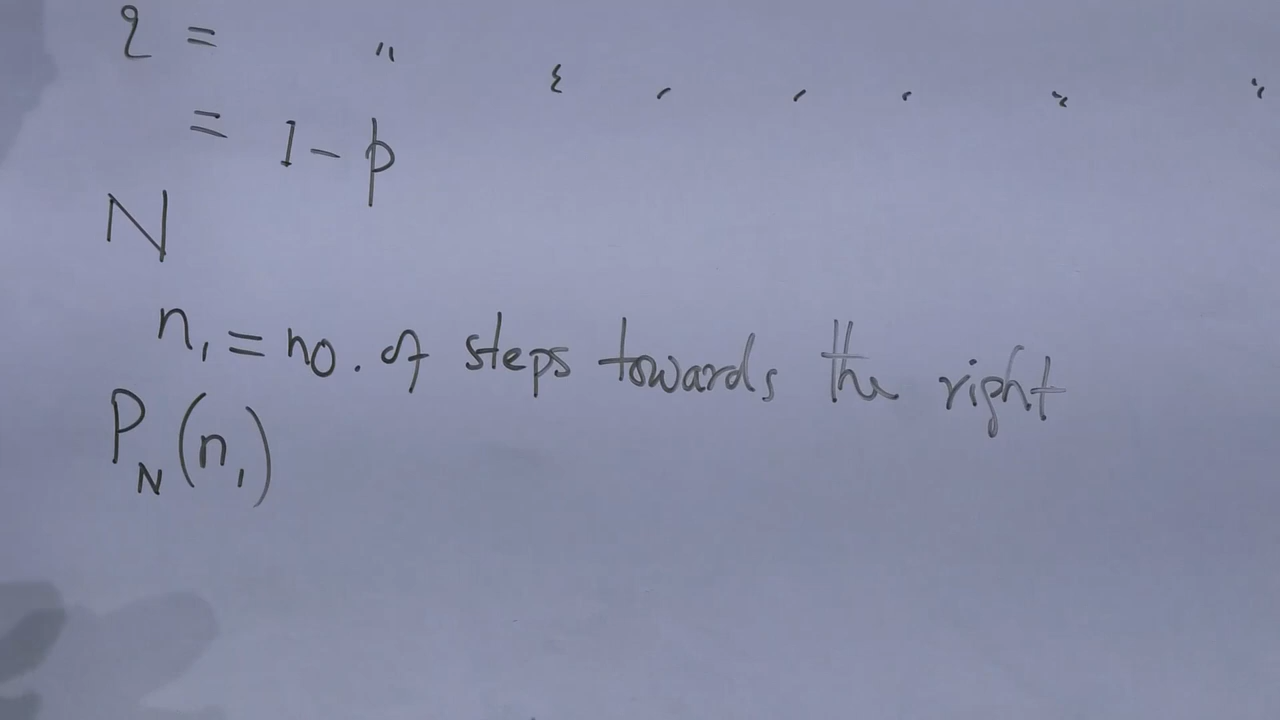 q = " { , , , " "
= 1 - p
N
n₁ = no. of steps towards the right
P_N(n₁)